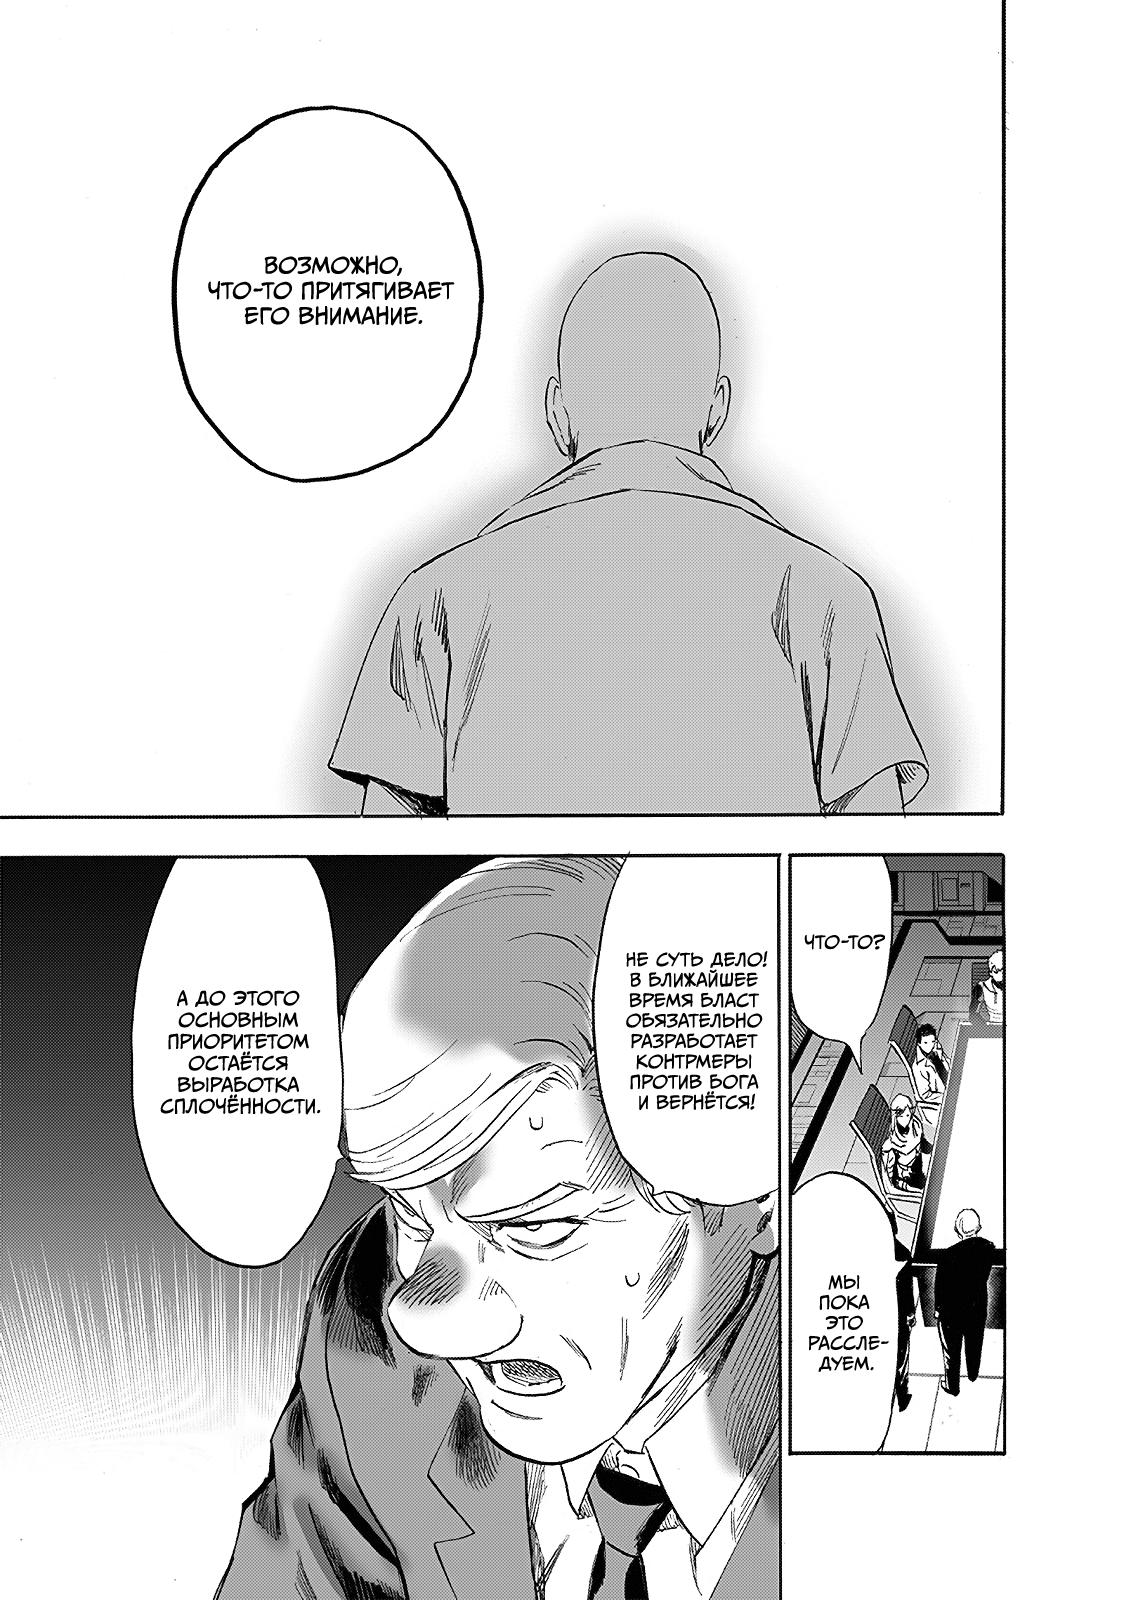 ВОЗМОЖНО,
ЧТО-ТО ПРИТЯГИВАЕТ
ЕГО ВНИМАНИЕ.
ЧТО-ТО?
МЫ
ПОКА
ЭТО
РАССЛЕ-
ДУЕМ.
НЕ СУТЬ ДЕЛО!
В БЛИЖАЙШЕЕ
ВРЕМЯ БЛАСТ
ОБЯЗАТЕЛЬНО
РАЗРАБОТАЕТ
КОНТРМЕРЫ
ПРОТИВ БОГА
И ВЕРНЁТСЯ!
А ДО ЭТОГО
ОСНОВНЫМ
ПРИОРИТЕТОМ
ОСТАЁТСЯ
ВЫРАБОТКА
СПЛОЧЁННОСТИ.